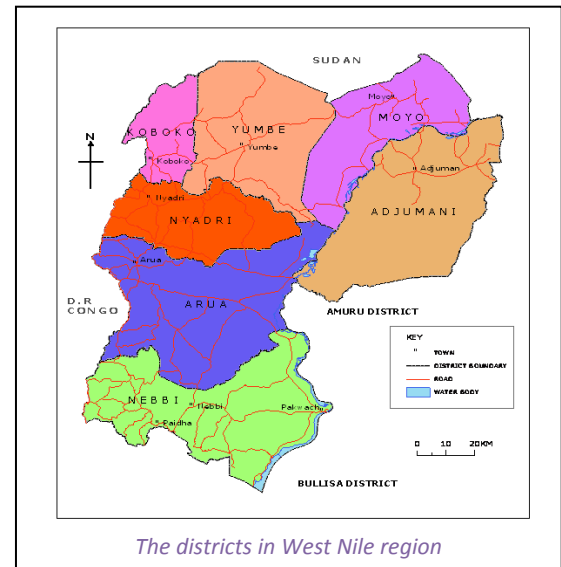 SUDAN
Moyo
MOYO
KOBOKO
YUMBE
Yumbe
N
Koboko
Adjuman
Nyadri
ADJUMANI
NYADRI
Arua
D.R
CONGO
ARUA
AMURU DISTRICT
KEY
TOWN
DISTRICT BOUNDARY
ROAD
WATER BODY
NEBBI
Nebbi
Pakwach
Paidha
0 10 20KM
BULLISA DISTRICT
The districts in West Nile region